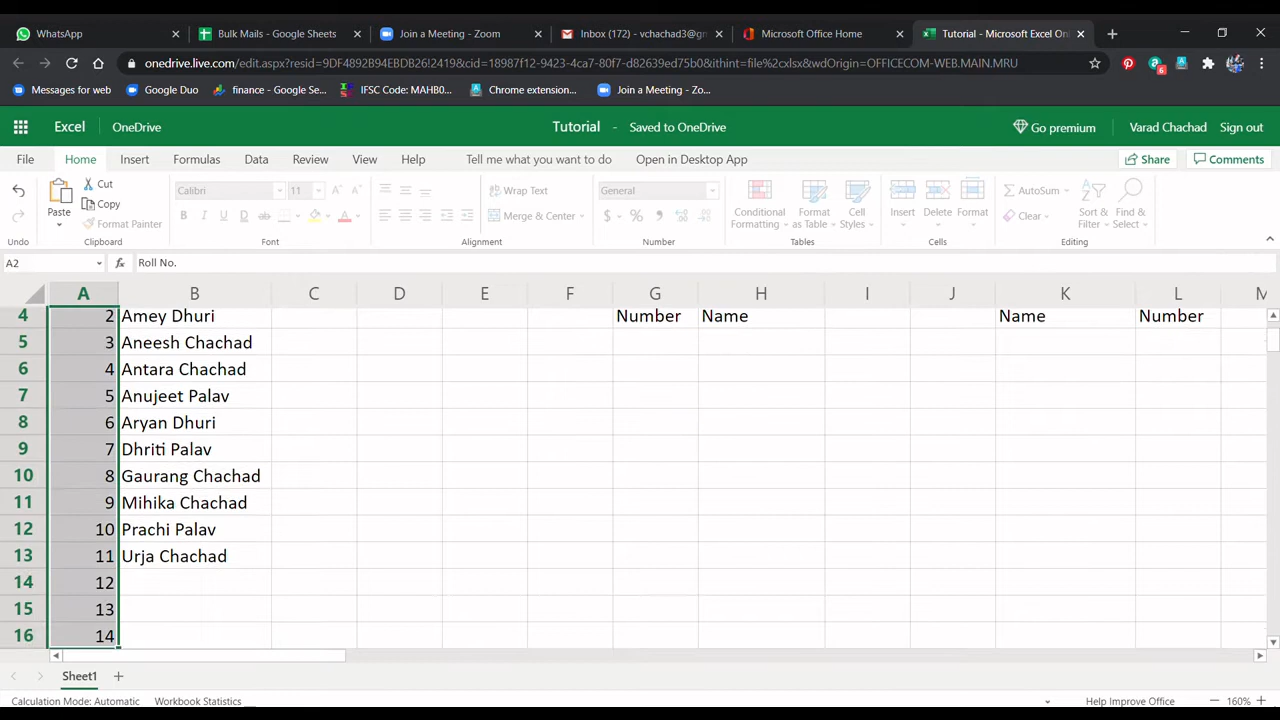 WhatsApp
Bulk Mails - Google Sheets
Join a Meeting - Zoom
Inbox (172) - vchachad3@gm
Microsoft Office Home
Tutorial - Microsoft Excel Onl
onedrive.live.com/edit.aspx?resid=9DF4892B94EBDB26!2419&cid=18987f12-9423-4ca7-80f7-d82639ed75b0&ithint=file%2cxlsx&wdOrigin=OFFICECOM-WEB.MAIN.MRU
6
Messages for web
Google Duo
finance - Google Se...
IFSC Code: MAHB0...
Chrome extension...
Join a Meeting - Zo...
Excel
OneDrive
Tutorial - Saved to OneDrive
Go premium
Varad Chachad
Sign out
File
Home
Insert
Formulas
Data
Review
View
Help
Tell me what you want to do
Open in Desktop App
Share
Comments
Paste
Cut
Copy
Format Painter
Undo
Clipboard
Calibri
11
A
A
B
I
U
D
ab
A
Font
Wrap Text
Merge & Center
Alignment
General
$
%
Number
Conditional Formatting
Format as Table
Cell Styles
Tables
Insert
Delete
Format
Cells
AutoSum
Clear
Sort & Filter
Find & Select
Editing
A2
fx
Roll No.
A B C D E F G H I J K L M
4 2 Amey Dhuri Number Name Name Number
5 3 Aneesh Chachad
6 4 Antara Chachad
7 5 Anujeet Palav
8 6 Aryan Dhuri
9 7 Dhriti Palav
10 8 Gaurang Chachad
11 9 Mihika Chachad
12 10 Prachi Palav
13 11 Urja Chachad
14 12
15 13
16 14
Sheet1
Calculation Mode: Automatic
Workbook Statistics
Help Improve Office
160%